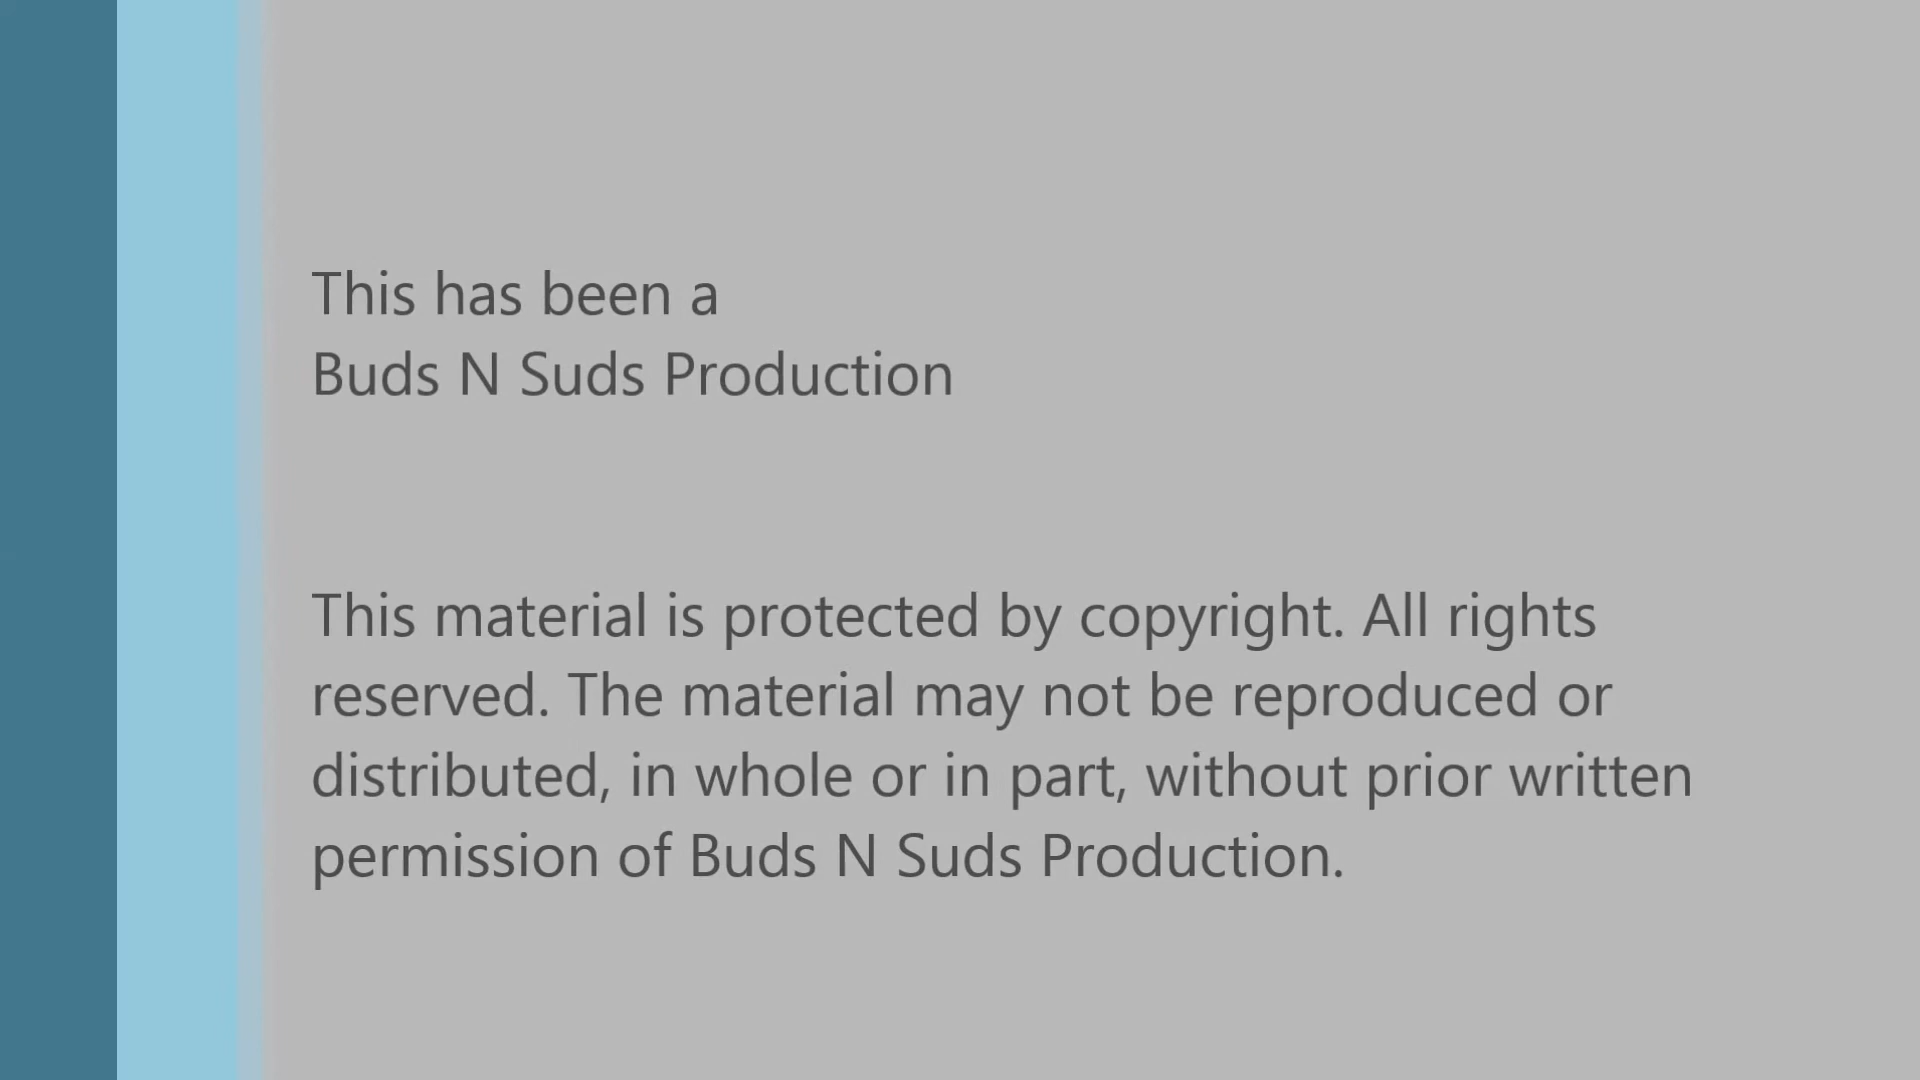 This has been a
Buds N Suds Production
This material is protected by copyright. All rights
reserved. The material may not be reproduced or
distributed, in whole or in part, without prior written
permission of Buds N Suds Production.